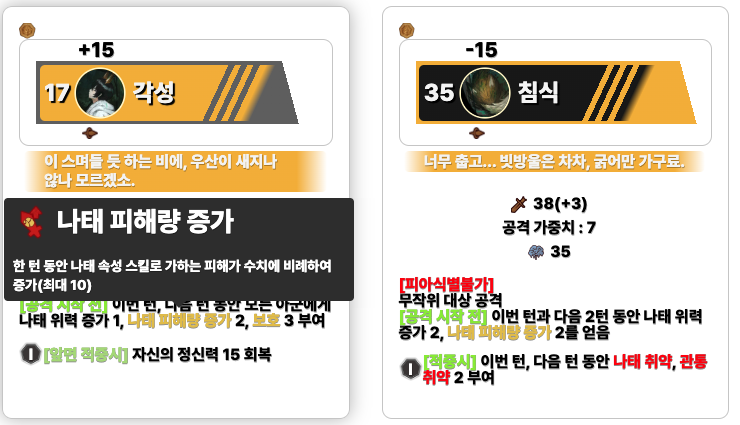 +15
17 각성
이 스며들 듯 하는 비에, 우산이 새지나
않나 모르겠소.
나태 피해량 증가
한 턴 동안 나태 속성 스킬로 가하는 피해가 수치에 비례하여
증가(최대 10)
[공격 시작 전] 이번 턴, 다음 턴 동안 모든 아군에게
나태 위력 증가 1, 나태 피해량 증가 2, 보호 3 부여
I [앞면 적중시] 자신의 정신력 15 회복
-15
35 침식
너무 춥고... 빗방울은 차차, 굵어만 가구료.
38(+3)
공격 가중치 : 7
35
[피아식별불가]
무작위 대상 공격
[공격 시작 전] 이번 턴과 다음 2턴 동안 나태 위력
증가 2, 나태 피해량 증가 2를 얻음
I [적중시] 이번 턴, 다음 턴 동안 나태 취약, 관통
취약 2 부여